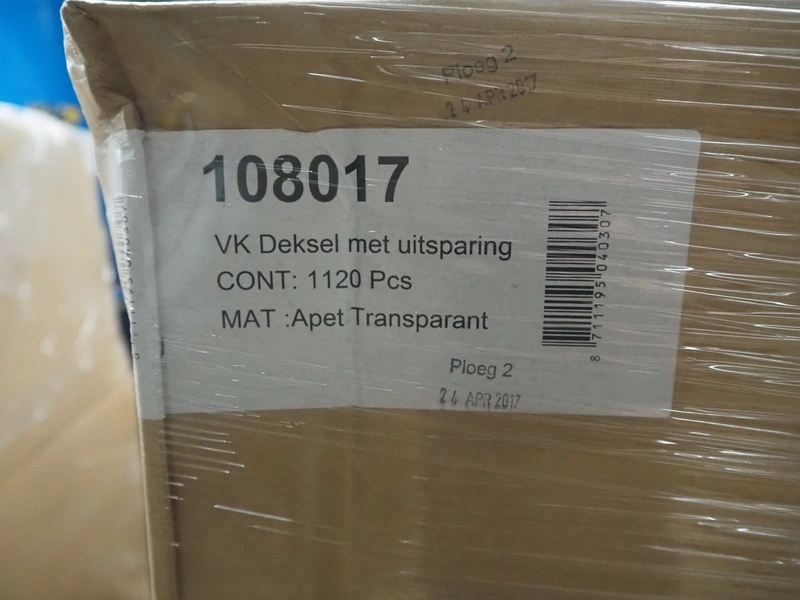 Ploeg 2
24 APR 2017
108017
VK Deksel met uitsparing
CONT: 1120 Pcs
MAT :Apet Transparant
8 711195 040307
Ploeg 2
24 APR 2017